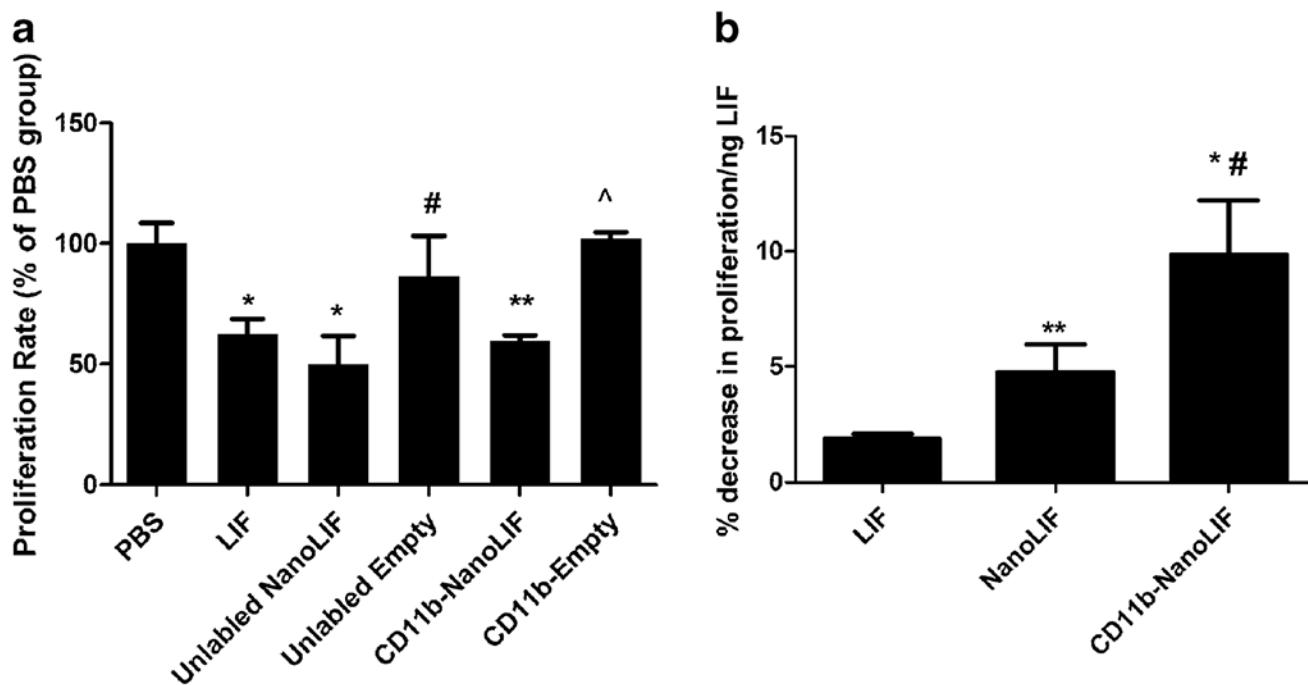 a
Proliferation Rate (% of PBS group)
150
100
50
0
*
*
#
**
^
PBS
LIF
Unlabled NanoLIF
Unlabled Empty
CD11b-NanoLIF
CD11b-Empty
b
% decrease in proliferation/ng LIF
15
10
5
0
**
* #
LIF
NanoLIF
CD11b-NanoLIF